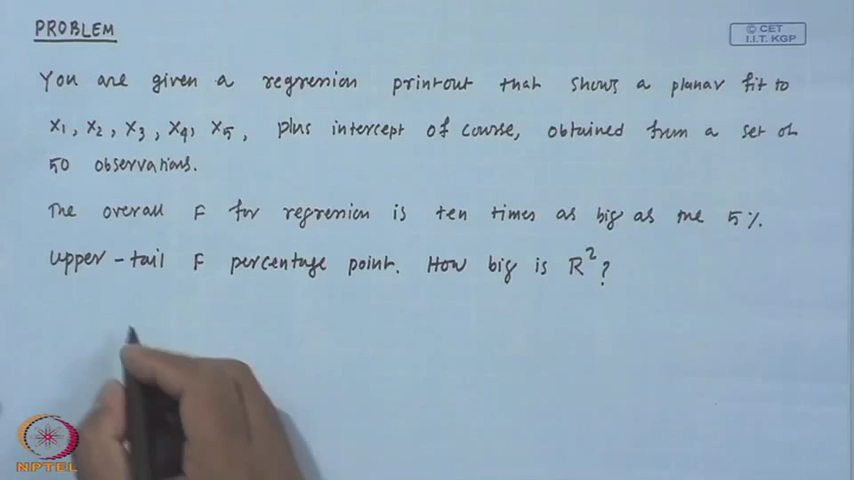 PROBLEM
© CET
I.I.T. KGP
You are given a regression printout that shows a planar fit to
X1, X2, X3, X4, X5, plus intercept of course, obtained from a set of
50 observations.
The overall F for regression is ten times as big as the 5%
upper-tail F percentage point. How big is R²?
NPTEL